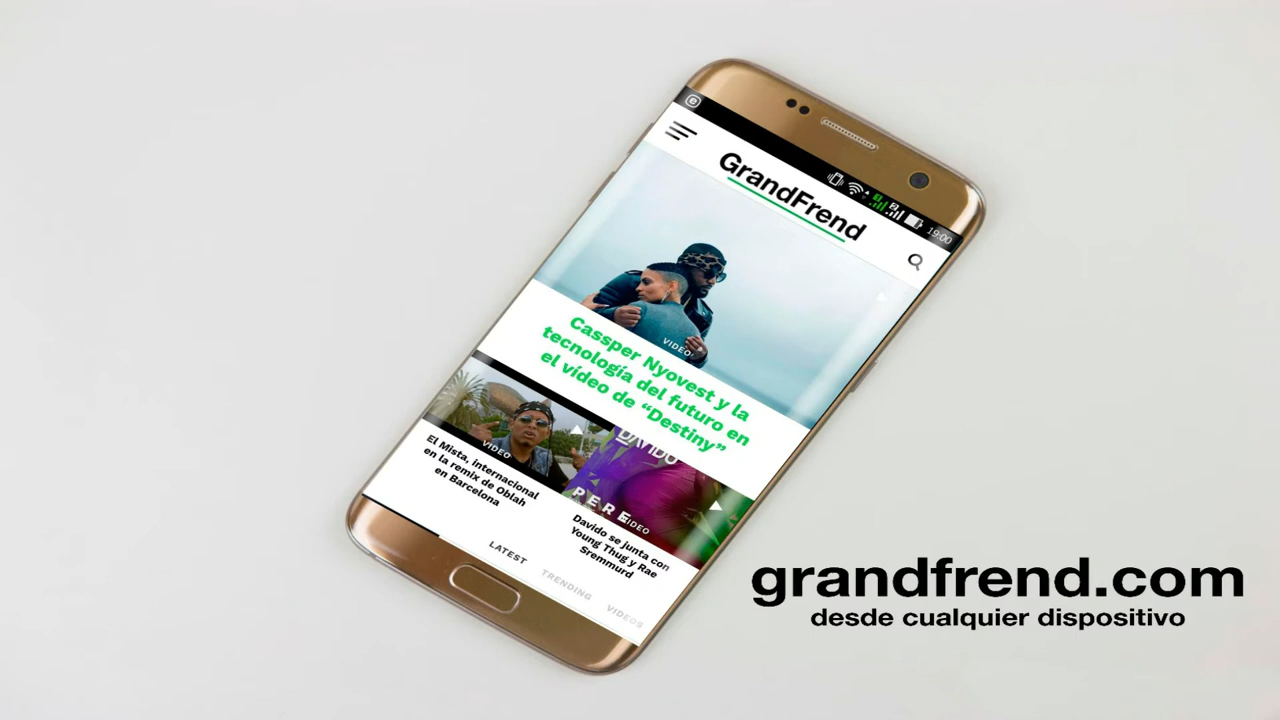 19:00
GrandFrend
VIDEO
Cassper Nyovest y la
tecnología del futuro en
el vídeo de “Destiny”
VIDEO
El Mista, internacional
en la remix de Oblah
en Barcelona
DAVIDO
PERE
VIDEO
Davido se junta con
Young Thug y Rae
Sremmurd
LATEST
TRENDING
VIDEOS
grandfrend.com
desde cualquier dispositivo